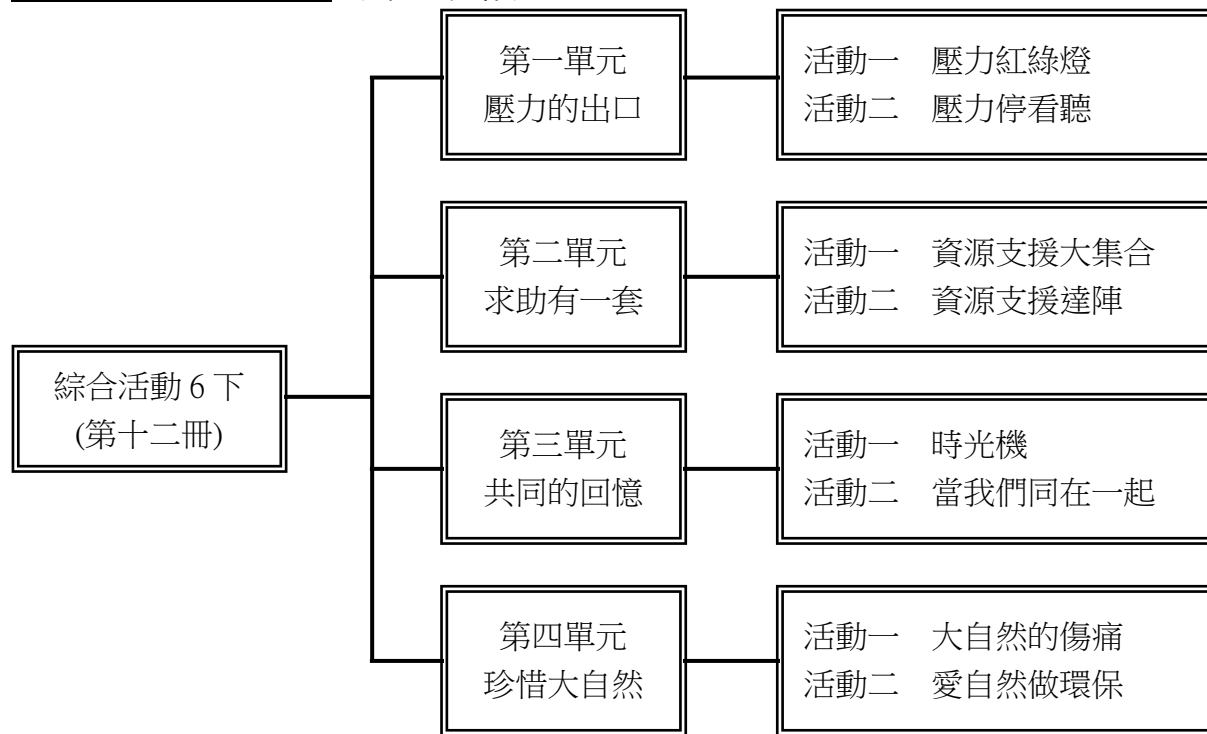 第一單元
壓力的出口
活動一　壓力紅綠燈
活動二　壓力停看聽
第二單元
求助有一套
活動一　資源支援大集合
活動二　資源支援達陣
綜合活動 6 下
(第十二冊)
第三單元
共同的回憶
活動一　時光機
活動二　當我們同在一起
第四單元
珍惜大自然
活動一　大自然的傷痛
活動二　愛自然做環保